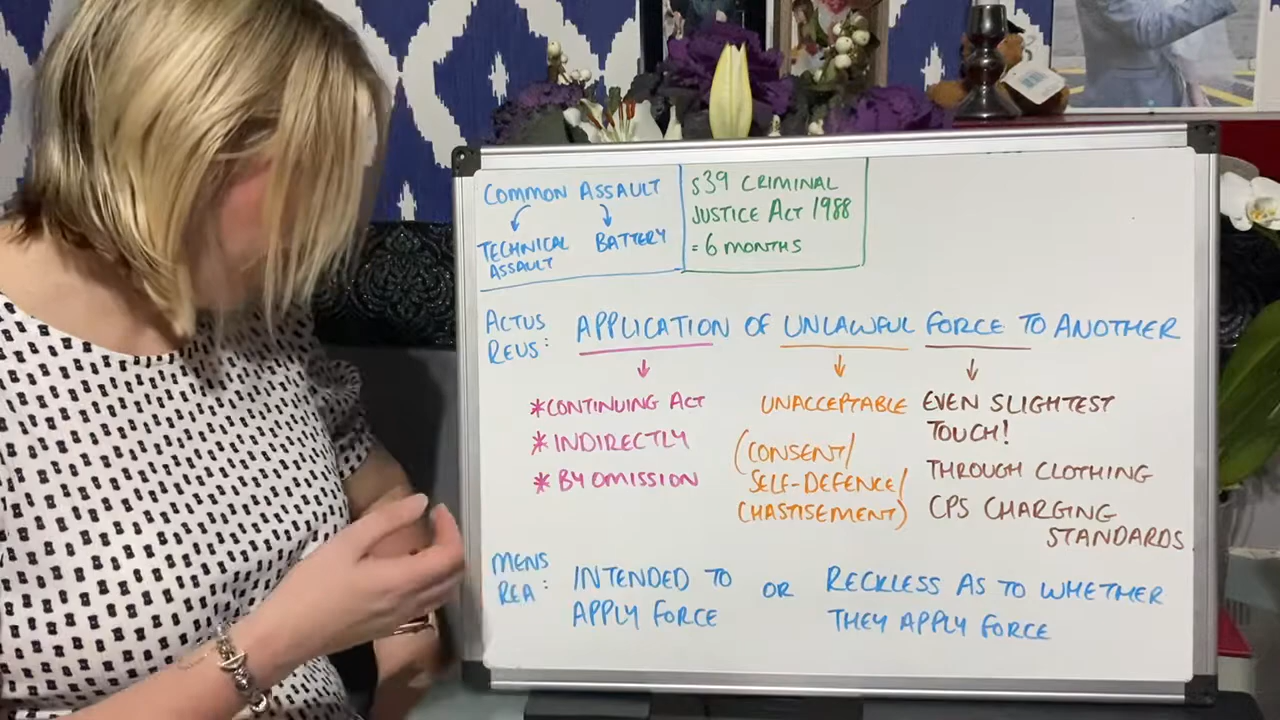 COMMON ASSAULT
TECHNICAL ASSAULT
BATTERY
S39 CRIMINAL
JUSTICE ACT 1988
= 6 MONTHS
ACTUS
REUS:
APPLICATION OF UNLAWFUL FORCE TO ANOTHER
*CONTINUING ACT
*INDIRECTLY
*BY OMISSION
UNACCEPTABLE
(CONSENT/
SELF-DEFENCE/
CHASTISEMENT)
EVEN SLIGHTEST
TOUCH!
THROUGH CLOTHING
CPS CHARGING
STANDARDS
MENS
REA:
INTENDED TO
APPLY FORCE
OR
RECKLESS AS TO WHETHER
THEY APPLY FORCE